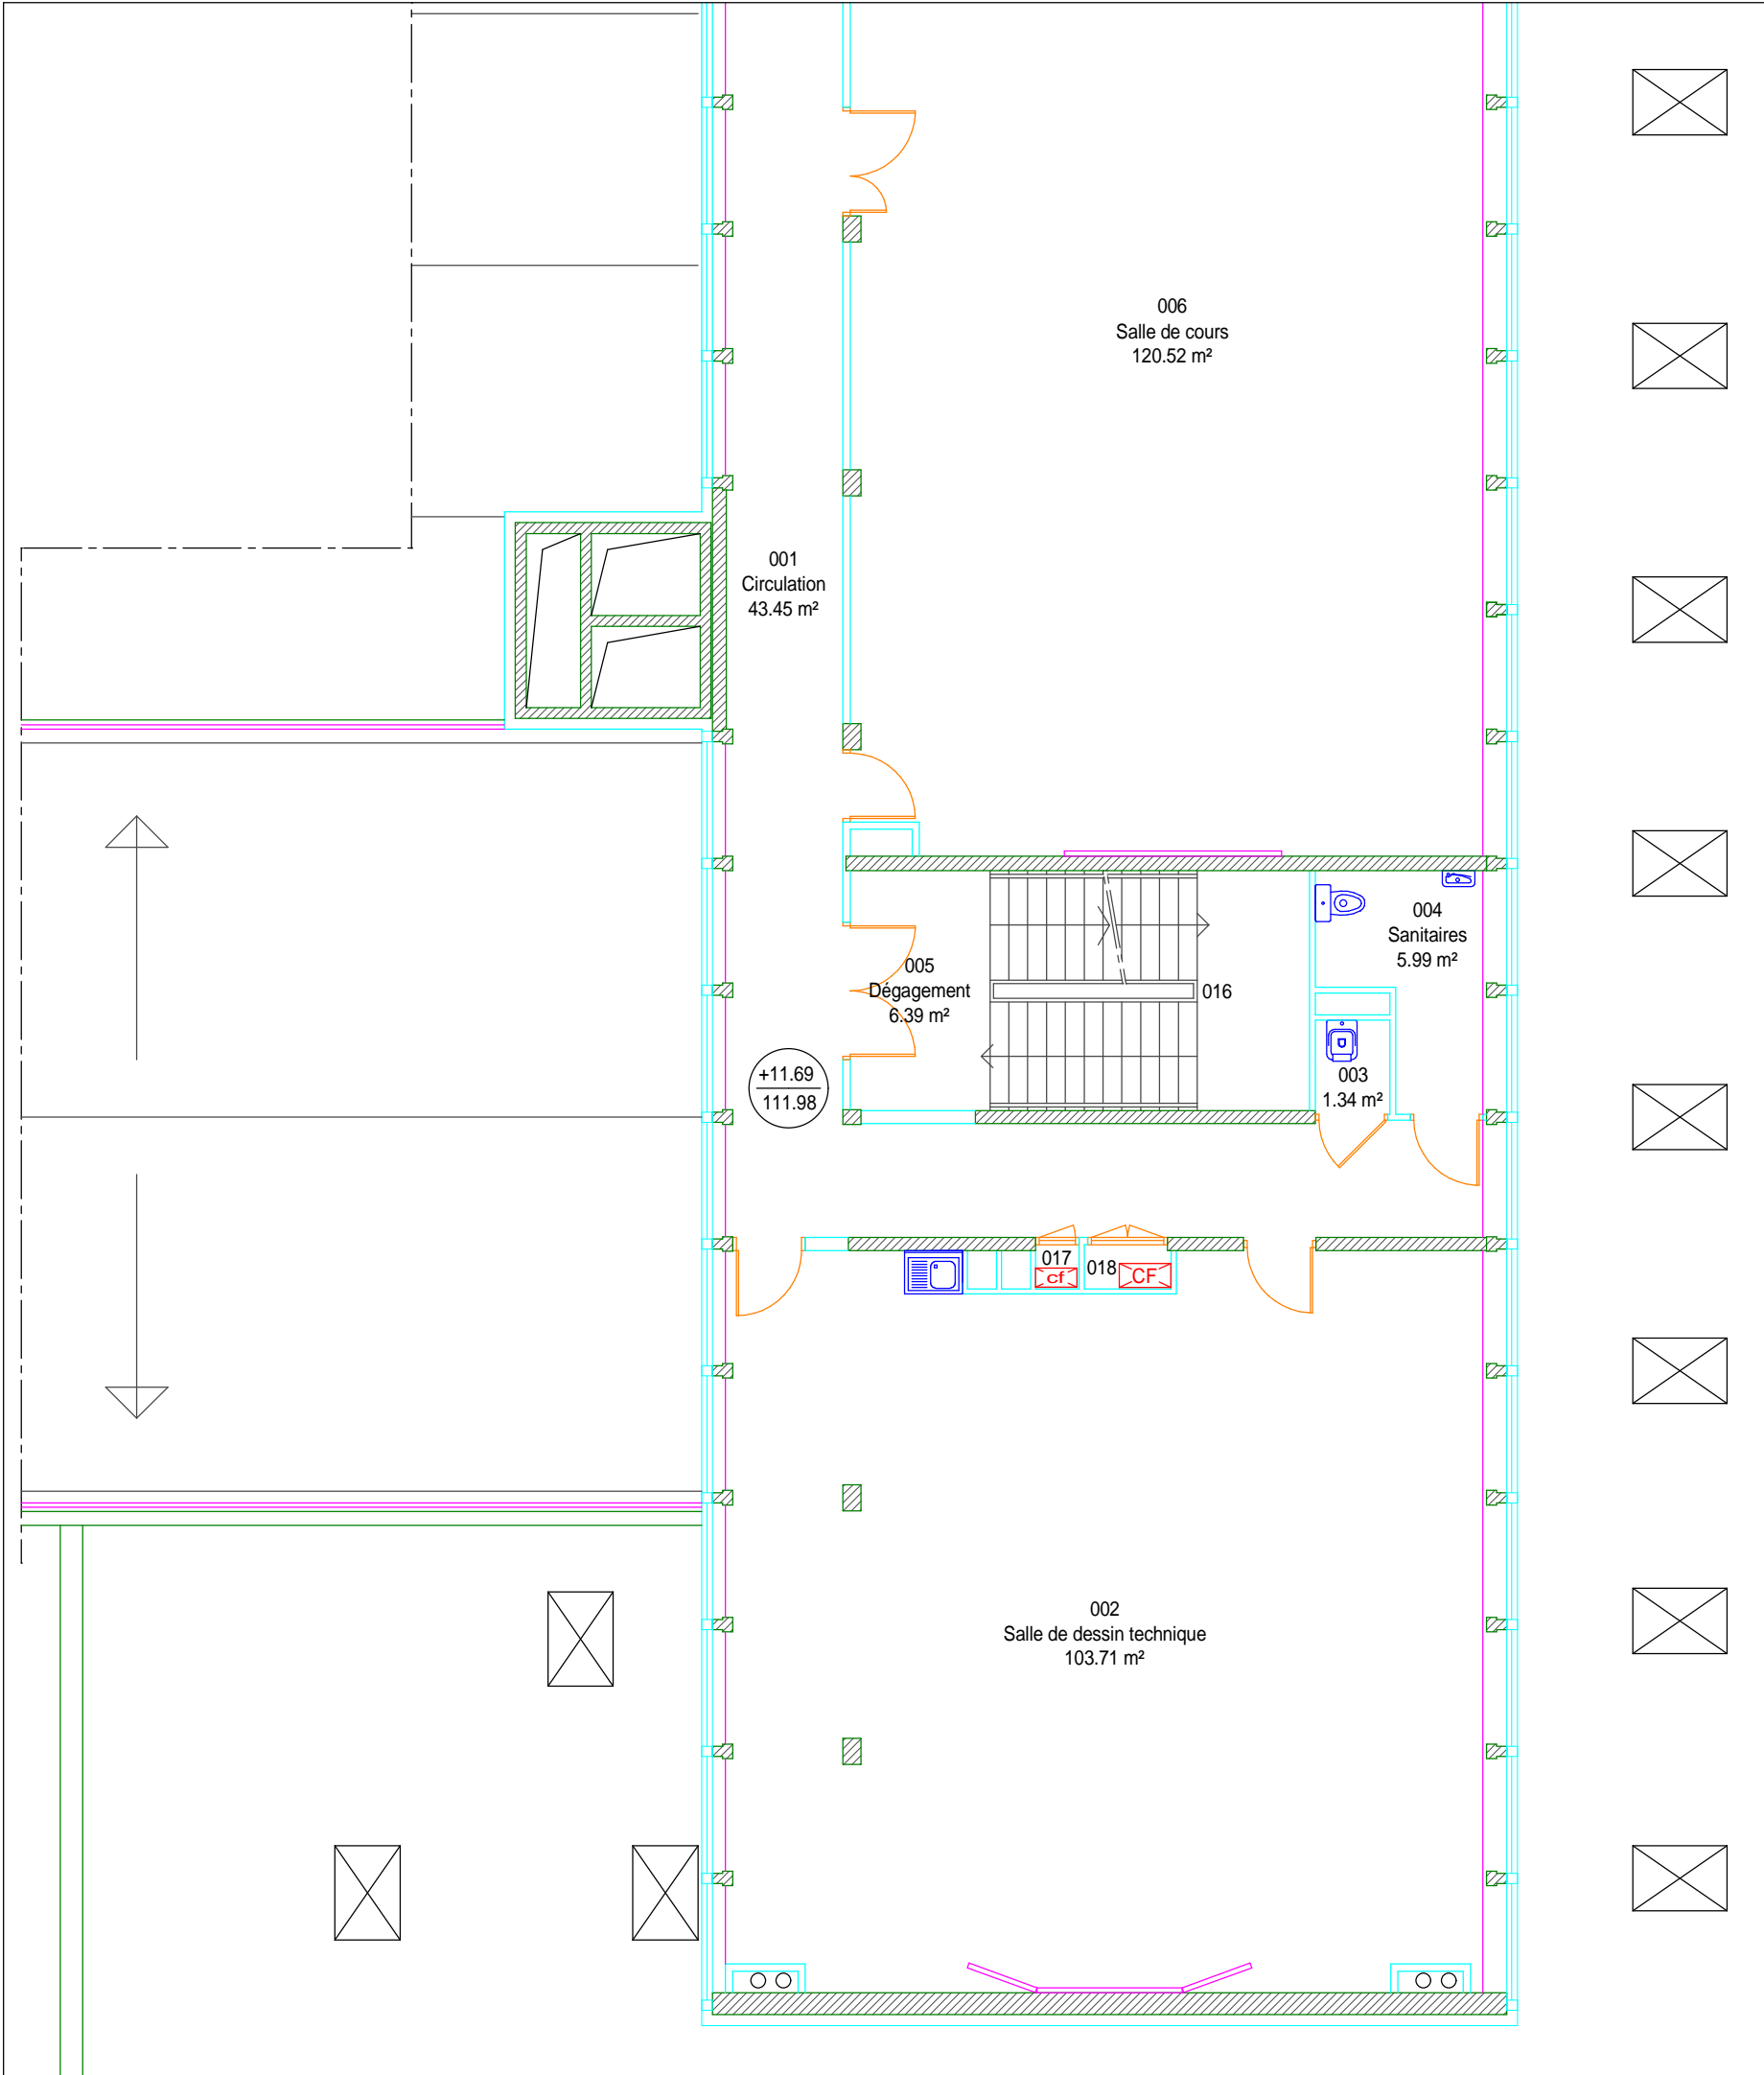 006
Salle de cours
120.52 m²
001
Circulation
43.45 m²
004
Sanitaires
5.99 m²
005
Dégagement
6.39 m²
016
+11.69
111.98
003
1.34 m²
017
cf
018
CF
002
Salle de dessin technique
103.71 m²